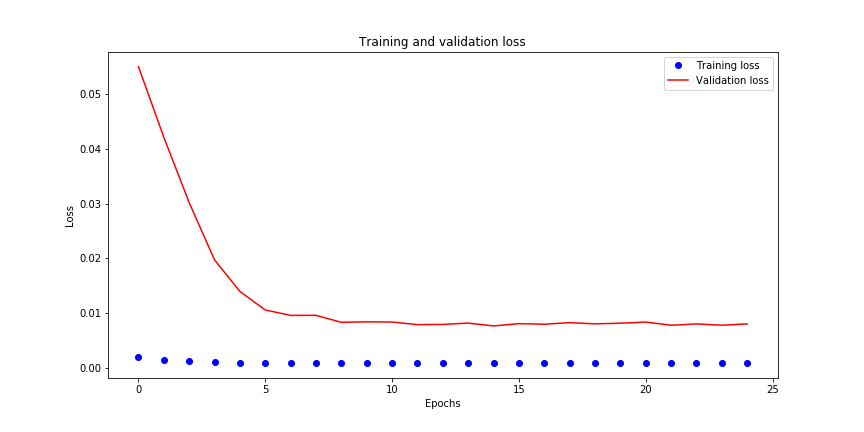 Training and validation loss
Training loss
Validation loss
0.05
0.04
0.03
0.02
0.01
0.00
Loss
0 5 10 15 20 25
Epochs